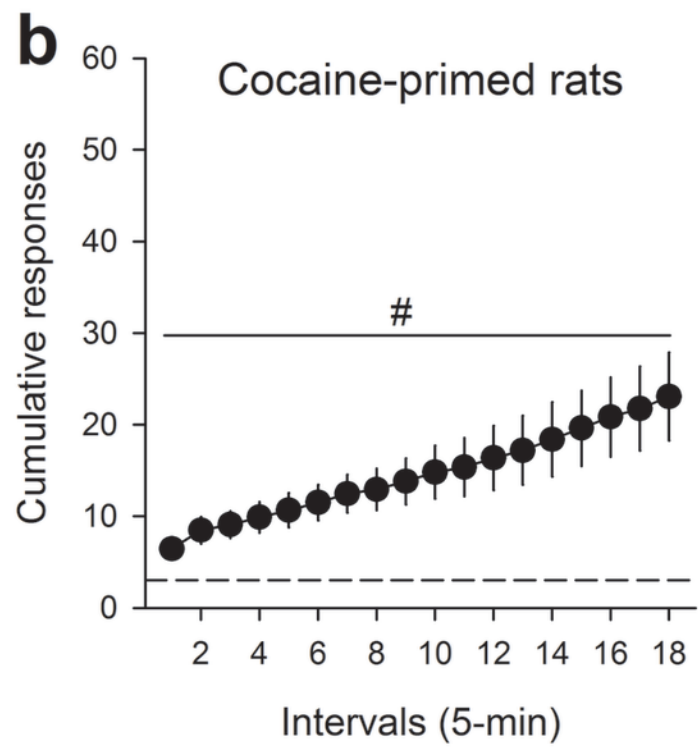 b
Cocaine-primed rats
Cumulative responses
60
50
40
30
20
10
0
#
2 4 6 8 10 12 14 16 18
Intervals (5-min)